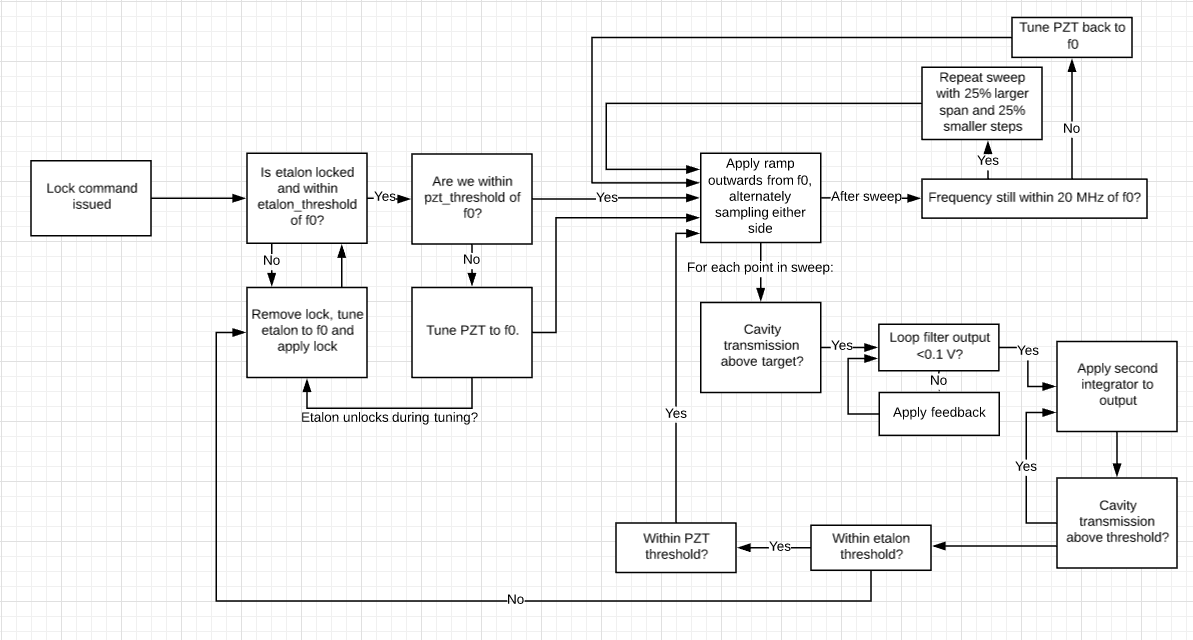 Tune PZT back to
f0
Repeat sweep
with 25% larger
span and 25%
smaller steps
No
Yes
Lock command
issued
Is etalon locked
and within
etalon_threshold
of f0?
Yes
Are we within
pzt_threshold of
f0?
Yes
Apply ramp
outwards from f0,
alternately
sampling either
side
After sweep
Frequency still within 20 MHz of f0?
No
No
For each point in sweep:
Remove lock, tune
etalon to f0 and
apply lock
Tune PZT to f0.
Etalon unlocks during tuning?
Cavity
transmission
above target?
Yes
Loop filter output
<0.1 V?
Yes
No
Apply feedback
Apply second
integrator to
output
Yes
Yes
Cavity
transmission
above threshold?
Within PZT
threshold?
Yes
Within etalon
threshold?
No